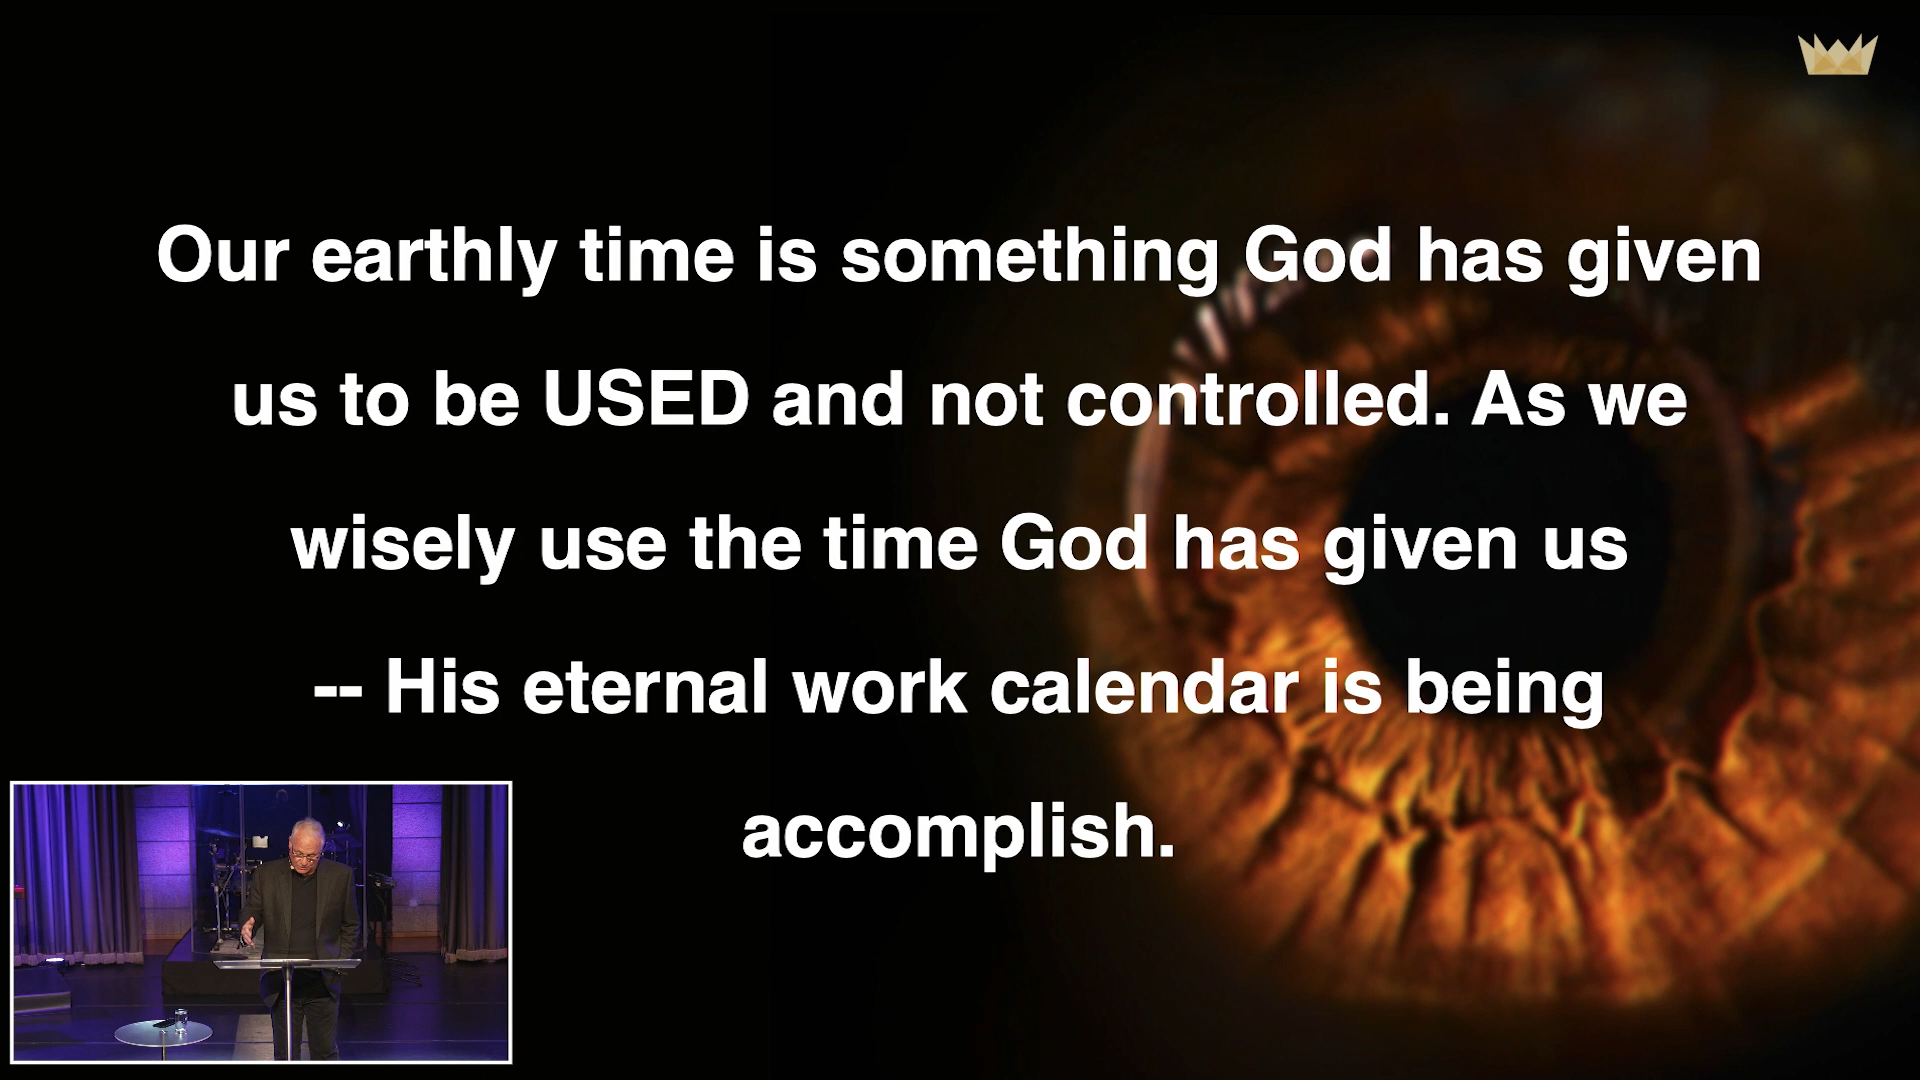 Our earthly time is something God has given
us to be USED and not controlled. As we
wisely use the time God has given us
-- His eternal work calendar is being
accomplish.